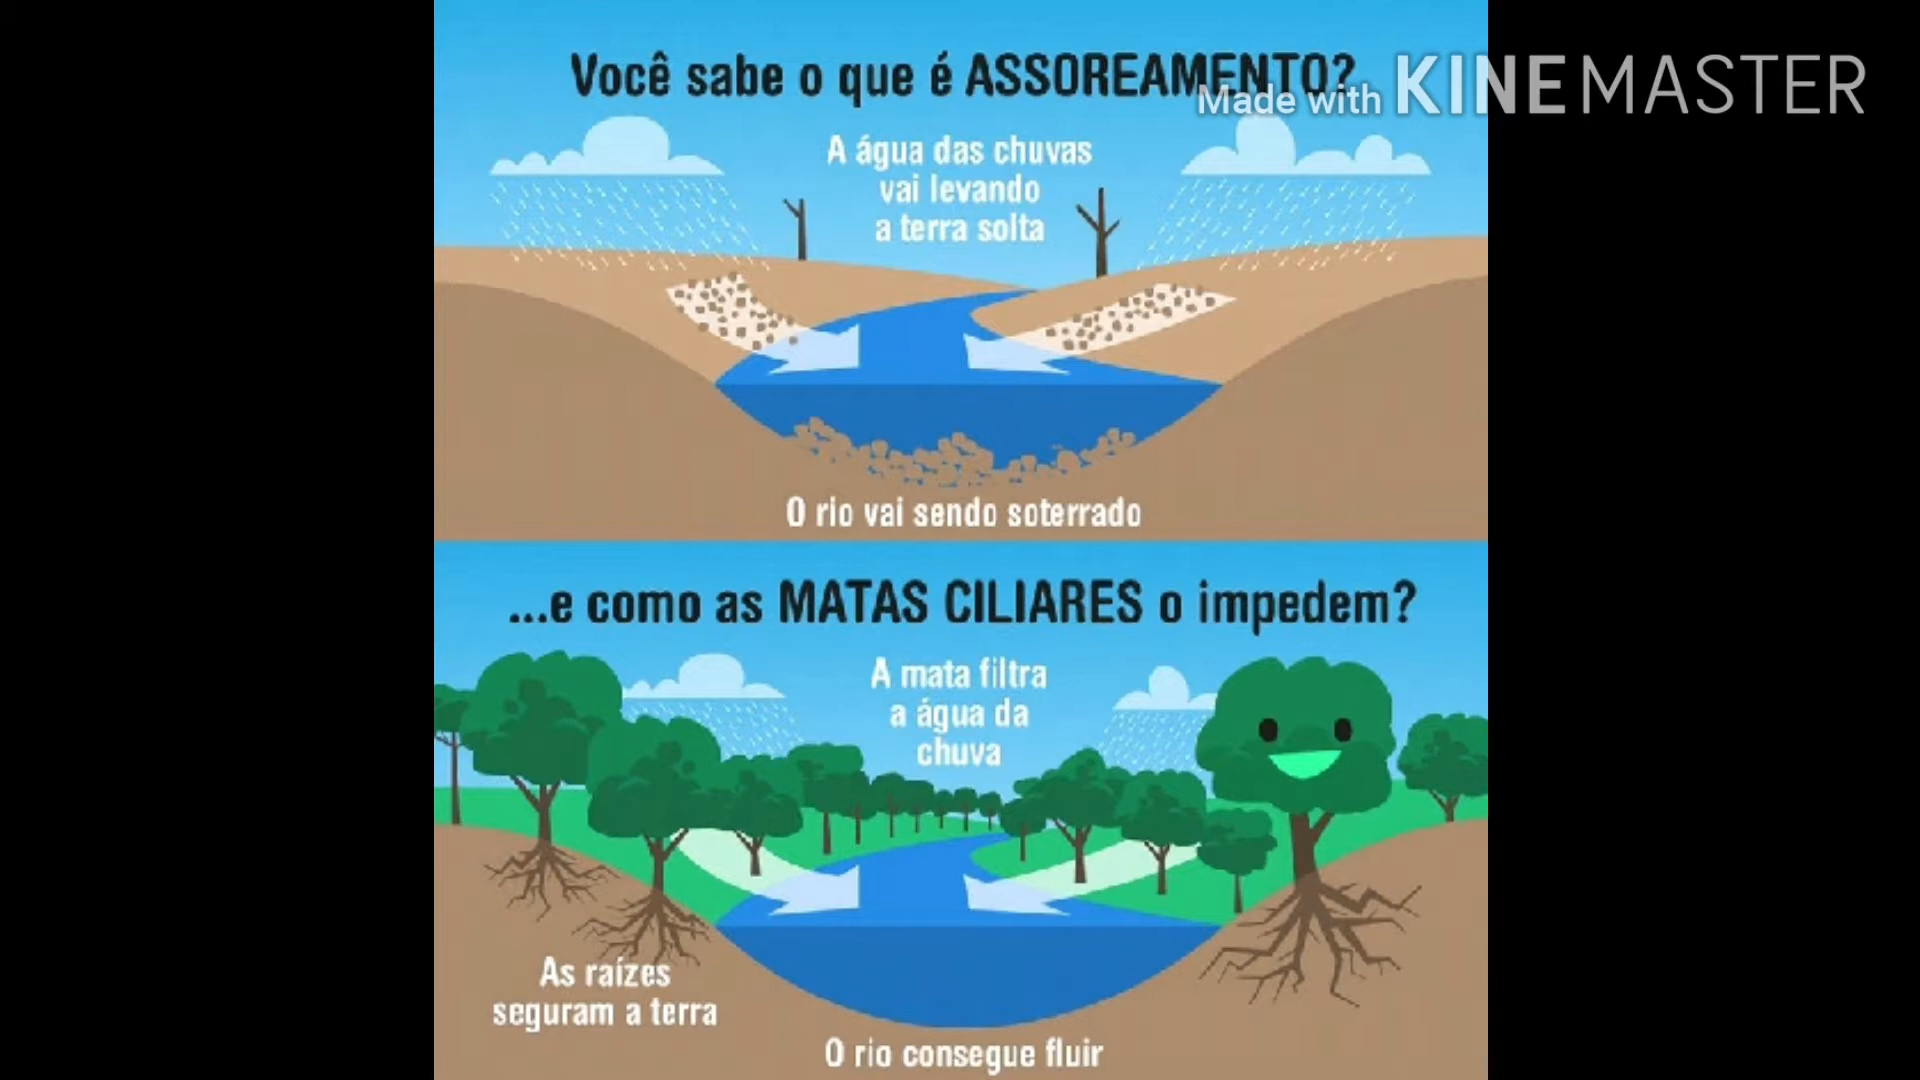 Você sabe o que é ASSOREAMENTO?
Made with KINEMASTER
A água das chuvas
vai levando
a terra solta
O rio vai sendo soterrado
...e como as MATAS CILIARES o impedem?
A mata filtra
a água da
chuva
As raízes
seguram a terra
O rio consegue fluir